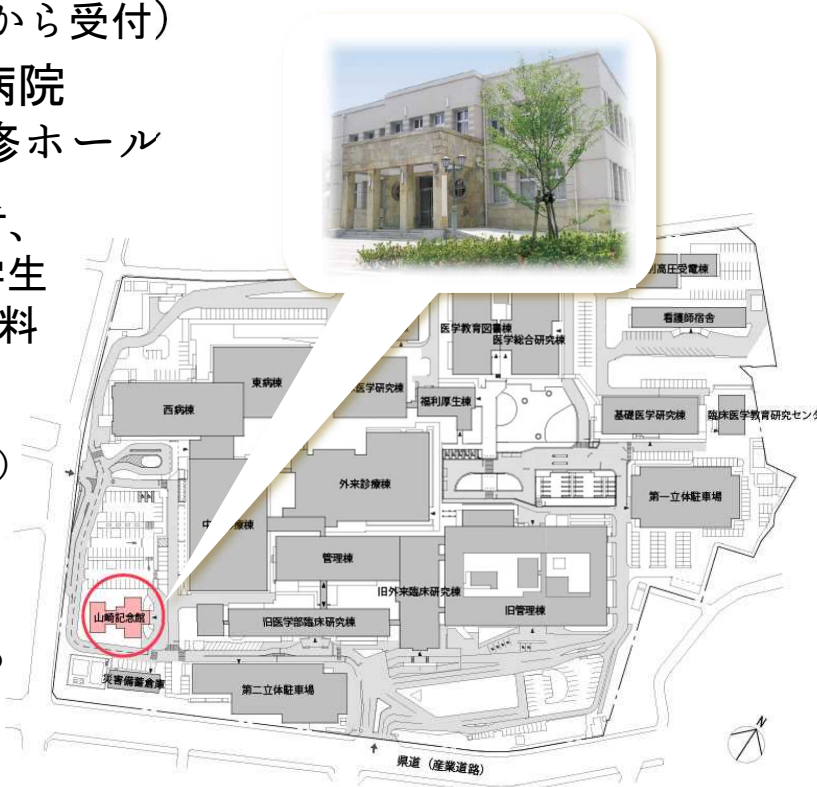 から受付）
病院
修ホール
学生
料
）
別高圧受電棟
看護師宿舎
医学教育図書棟
医学総合研究棟
東病棟
医学研究棟
福利厚生棟
西病棟
基礎医学研究棟
臨床医学教育研究センタ
外来診療棟
第一立体駐車場
中 療棟
管理棟
旧外来臨床研究棟
旧管理棟
山崎記念館
旧医学部臨床研究棟
災害備蓄倉庫
第二立体駐車場
県道（産業道路）
N